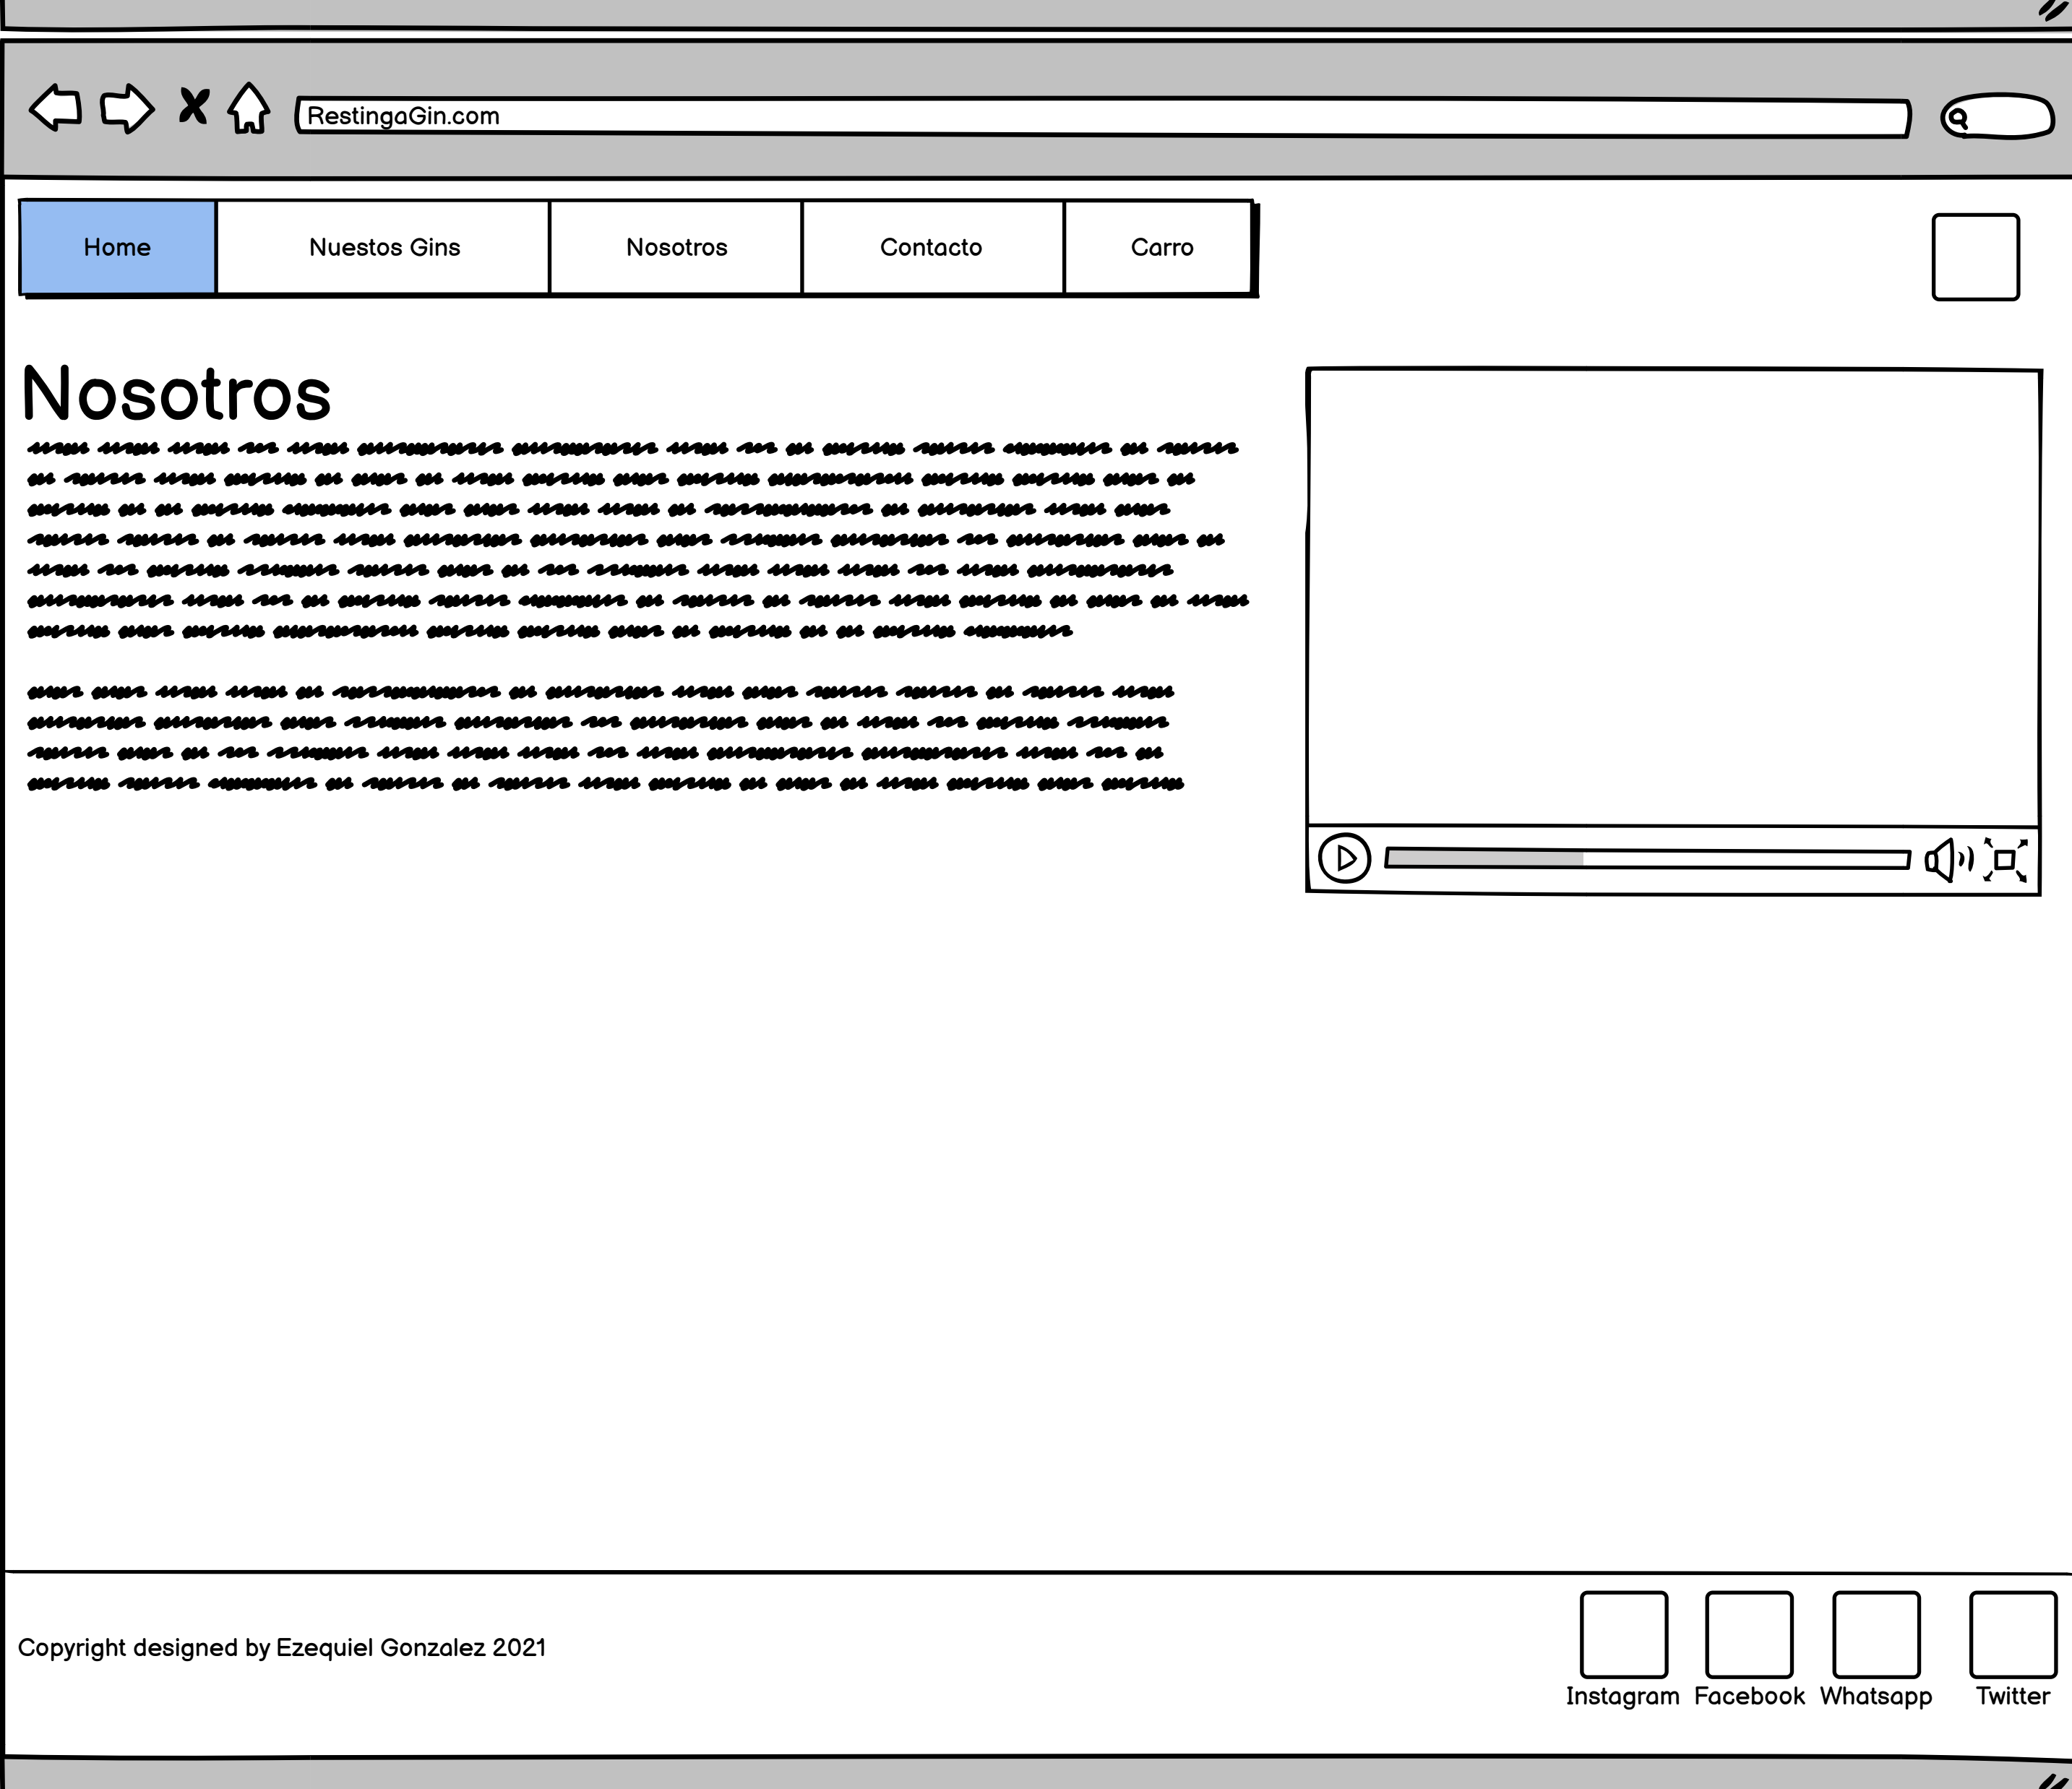 RestingaGin.com
Home Nuestos Gins Nosotros Contacto Carro
Nosotros
Copyright designed by Ezequiel Gonzalez 2021
Instagram Facebook Whatsapp Twitter